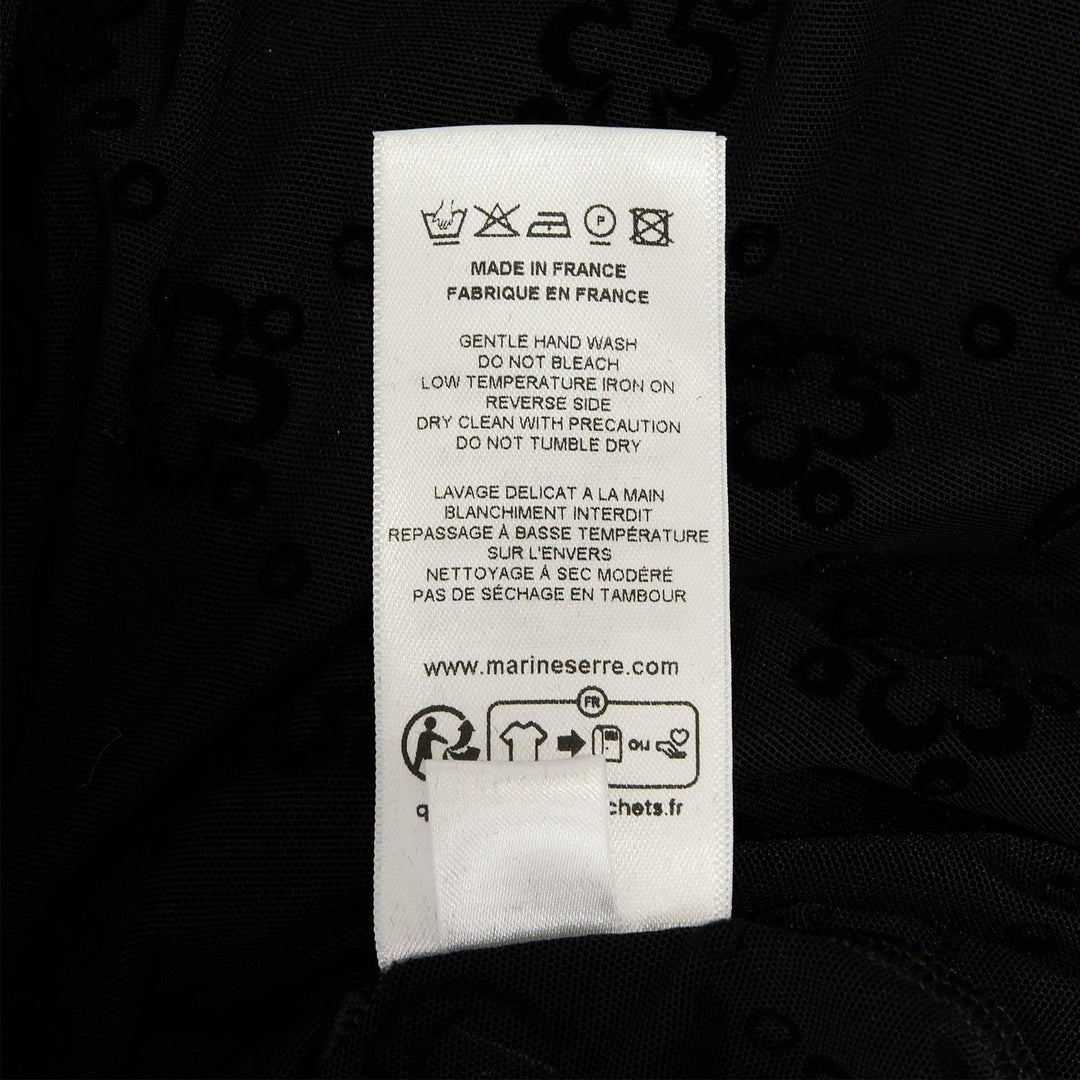 P
MADE IN FRANCE
FABRIQUE EN FRANCE
GENTLE HAND WASH
DO NOT BLEACH
LOW TEMPERATURE IRON ON
REVERSE SIDE
DRY CLEAN WITH PRECAUTION
DO NOT TUMBLE DRY
LAVAGE DELICAT A LA MAIN
BLANCHIMENT INTERDIT
REPASSAGE À BASSE TEMPÉRATURE
SUR L'ENVERS
NETTOYAGE À SEC MODÉRÉ
PAS DE SÉCHAGE EN TAMBOUR
www.marineserre.com
FR
OU